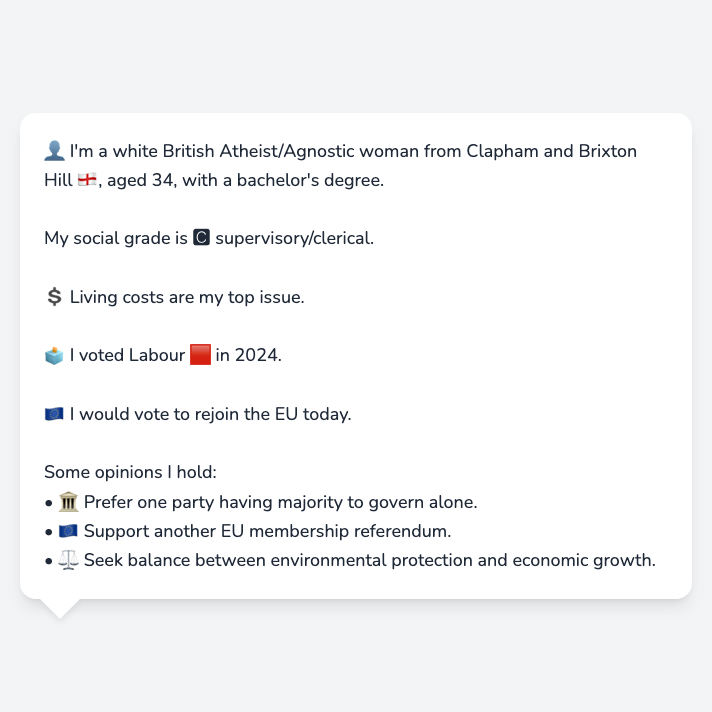 👤 I'm a white British Atheist/Agnostic woman from Clapham and Brixton
Hill 🏴󠁧󠁢󠁥󠁮󠁧󠁿, aged 34, with a bachelor's degree.
My social grade is 🅲 supervisory/clerical.
💲 Living costs are my top issue.
🗳️ I voted Labour 🟥 in 2024.
🇪🇺 I would vote to rejoin the EU today.
Some opinions I hold:
• 🏛️ Prefer one party having majority to govern alone.
• 🇪🇺 Support another EU membership referendum.
• ⚖️ Seek balance between environmental protection and economic growth.